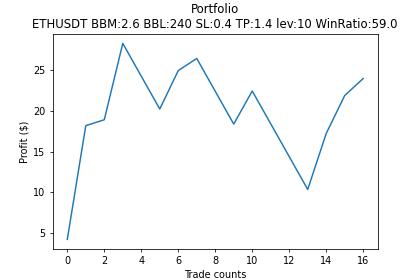 Portfolio
ETHUSDT BBM:2.6 BBL:240 SL:0.4 TP:1.4 lev:10 WinRatio:59.0
25
20
15
10
5
Profit ($)
0 2 4 6 8 10 12 14 16
Trade counts